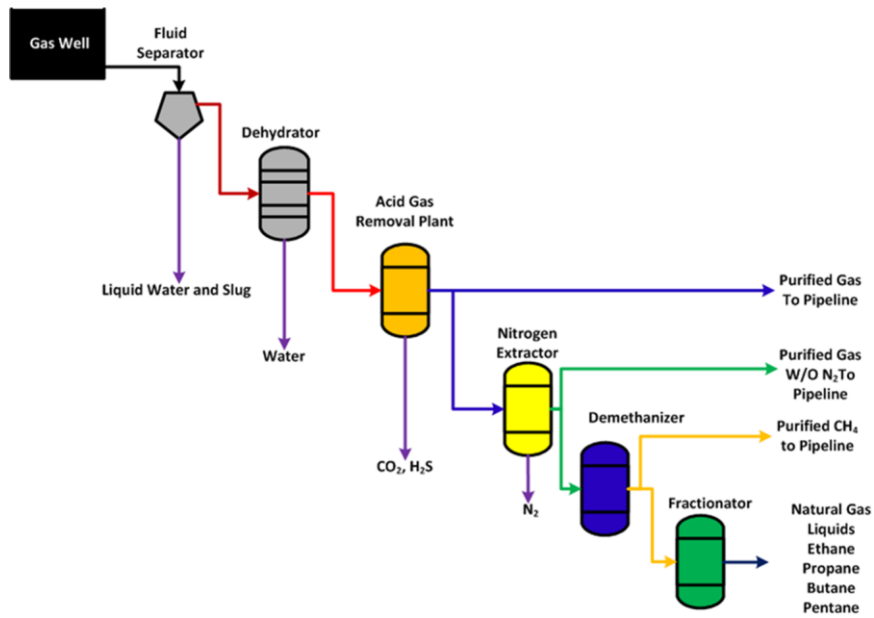 Gas Well
Fluid
Separator
Dehydrator
Acid Gas
Removal Plant
Liquid Water and Slug
Water
Purified Gas
To Pipeline
Nitrogen
Extractor
Purified Gas
W/O N₂To
Pipeline
Demethanizer
Purified CH₄
to Pipeline
CO₂, H₂S
N₂
Fractionator
Natural Gas
Liquids
Ethane
Propane
Butane
Pentane